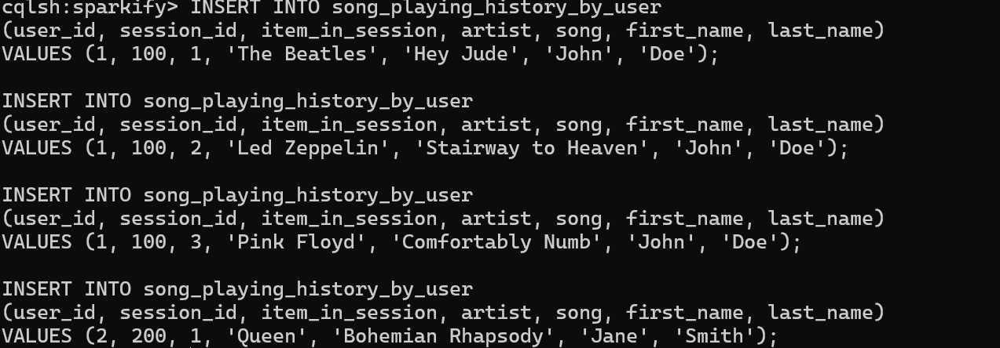 cqlsh:sparkify> INSERT INTO song_playing_history_by_user
(user_id, session_id, item_in_session, artist, song, first_name, last_name)
VALUES (1, 100, 1, 'The Beatles', 'Hey Jude', 'John', 'Doe');
INSERT INTO song_playing_history_by_user
(user_id, session_id, item_in_session, artist, song, first_name, last_name)
VALUES (1, 100, 2, 'Led Zeppelin', 'Stairway to Heaven', 'John', 'Doe');
INSERT INTO song_playing_history_by_user
(user_id, session_id, item_in_session, artist, song, first_name, last_name)
VALUES (1, 100, 3, 'Pink Floyd', 'Comfortably Numb', 'John', 'Doe');
INSERT INTO song_playing_history_by_user
(user_id, session_id, item_in_session, artist, song, first_name, last_name)
VALUES (2, 200, 1, 'Queen', 'Bohemian Rhapsody', 'Jane', 'Smith');